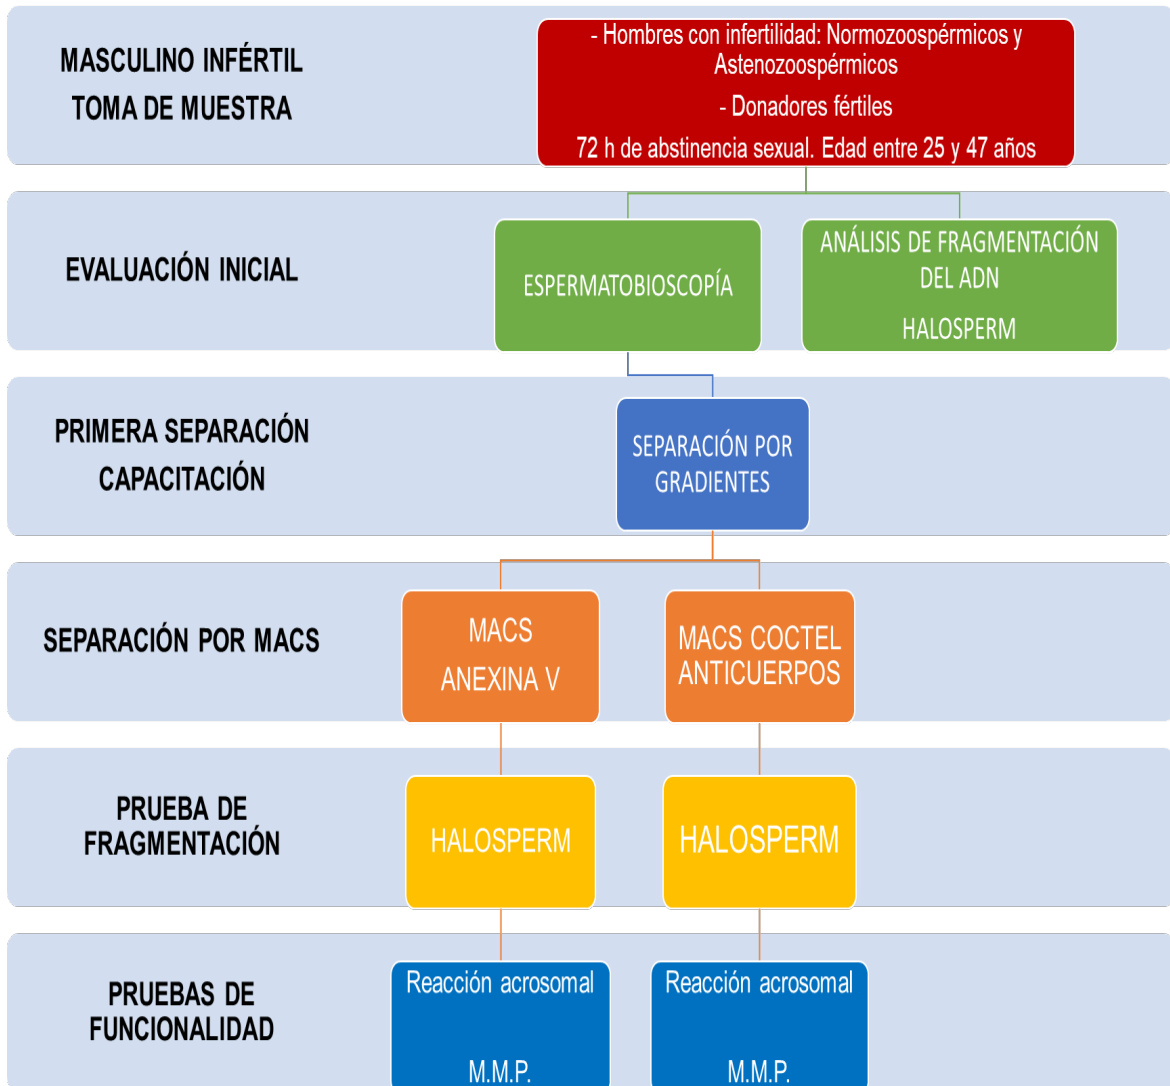 MASCULINO INFÉRTIL
TOMA DE MUESTRA
- Hombres con infertilidad: Normozoospérmicos y
Astenozoospérmicos
- Donadores fértiles
72 h de abstinencia sexual. Edad entre 25 y 47 años
EVALUACIÓN INICIAL
ESPERMATOBIOSCOPÍA
ANÁLISIS DE FRAGMENTACIÓN
DEL ADN
HALOSPERM
PRIMERA SEPARACIÓN
CAPACITACIÓN
SEPARACIÓN POR
GRADIENTES
SEPARACIÓN POR MACS
MACS
ANEXINA V
MACS COCTEL
ANTICUERPOS
PRUEBA DE
FRAGMENTACIÓN
HALOSPERM
HALOSPERM
PRUEBAS DE
FUNCIONALIDAD
Reacción acrosomal
M.M.P.
Reacción acrosomal
M.M.P.